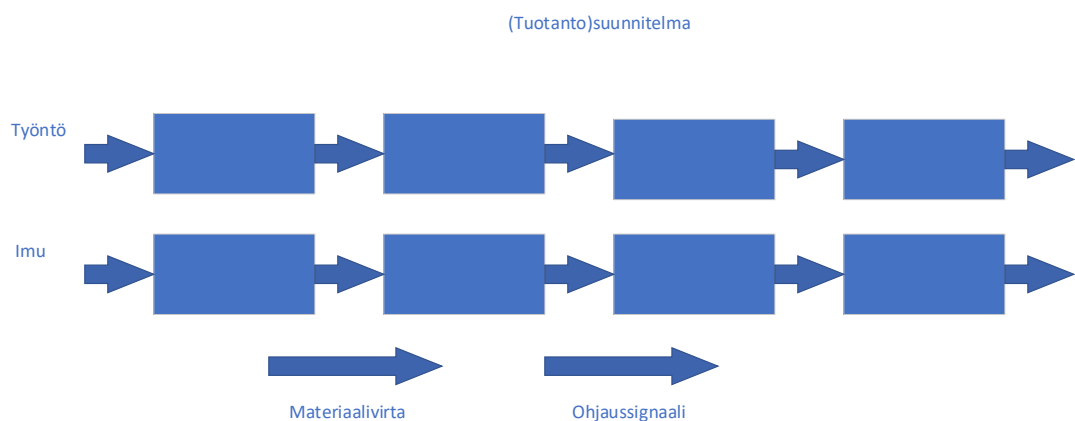 (Tuotanto)suunnitelma
Työntö
Imu
Materiaalivirta
Ohjaussignaali